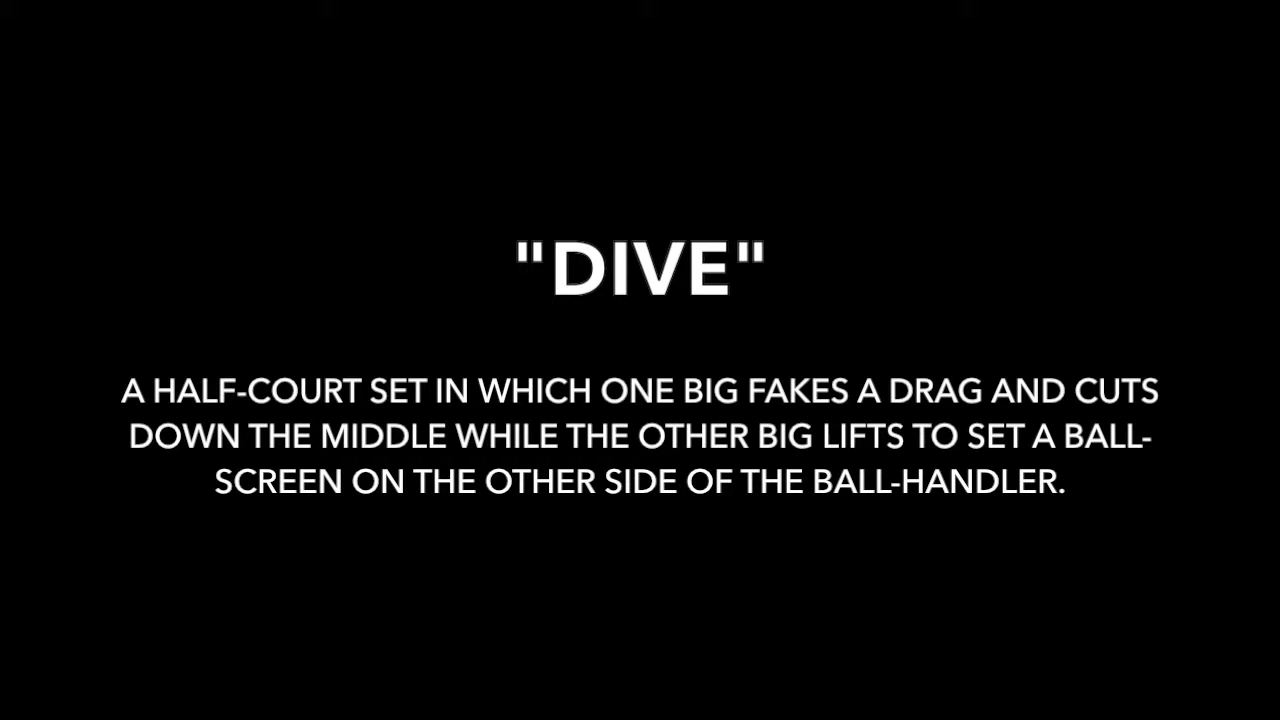 "DIVE"
A HALF-COURT SET IN WHICH ONE BIG FAKES A DRAG AND CUTS
DOWN THE MIDDLE WHILE THE OTHER BIG LIFTS TO SET A BALL-
SCREEN ON THE OTHER SIDE OF THE BALL-HANDLER.